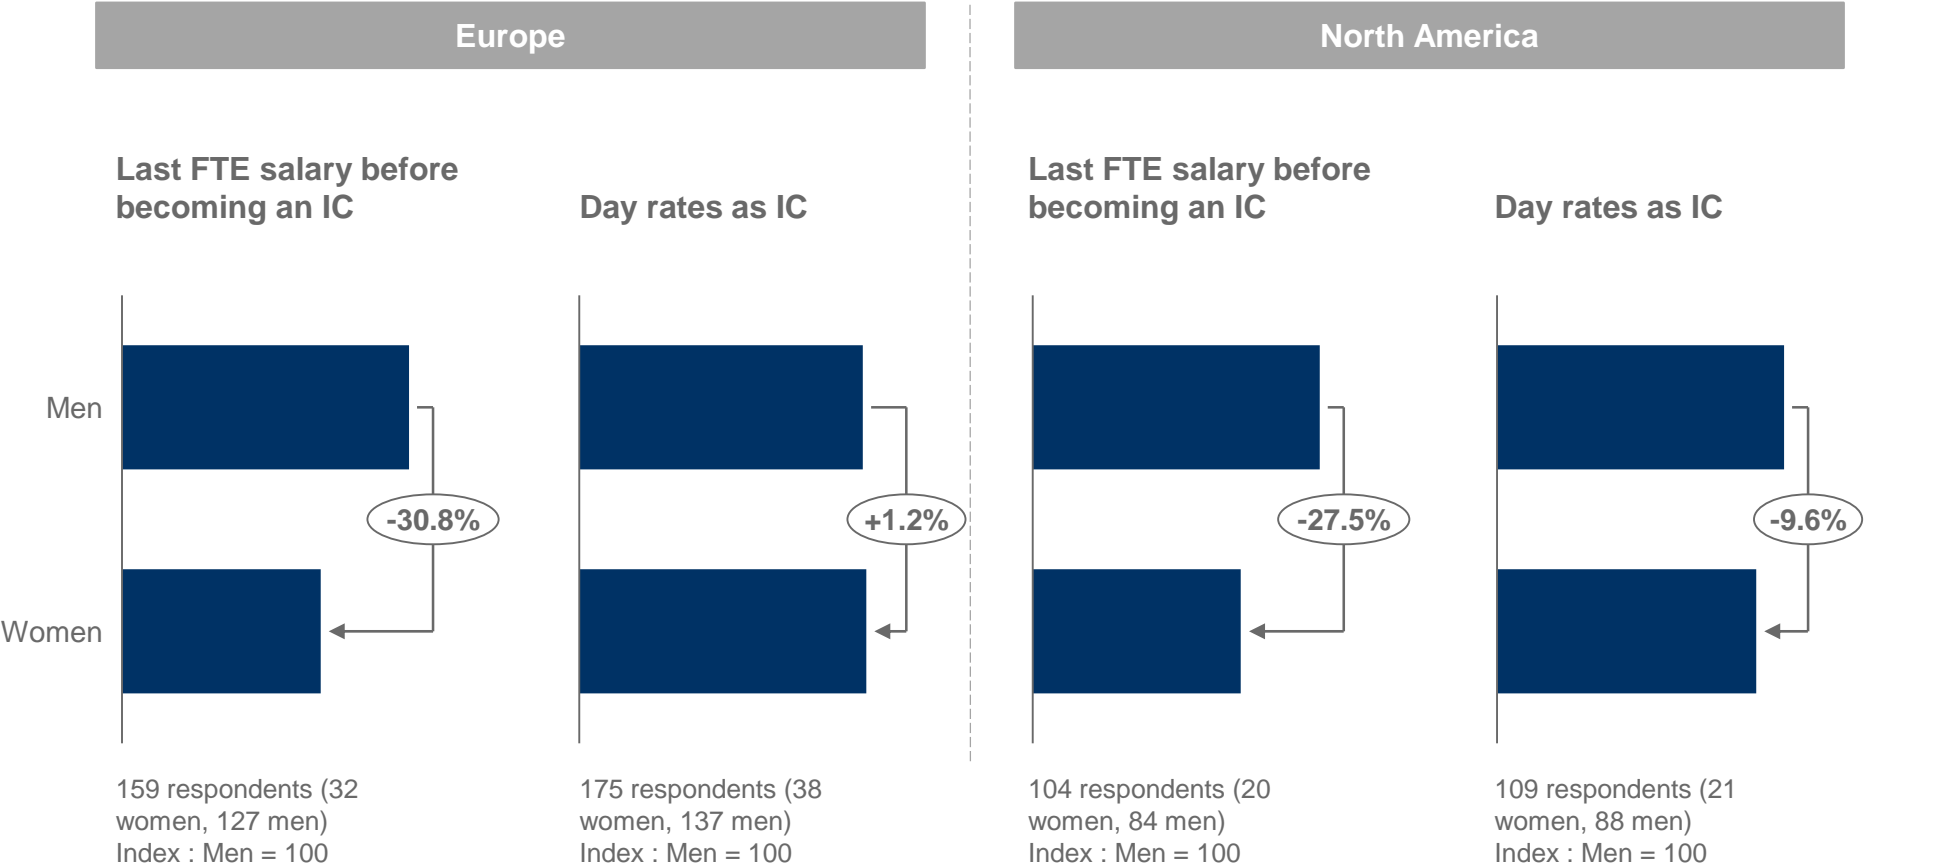 Europe
North America
Last FTE salary before
becoming an IC
Day rates as IC
Last FTE salary before
becoming an IC
Day rates as IC
Men
-30.8%
+1.2%
-27.5%
-9.6%
Women
159 respondents (32
women, 127 men)
Index : Men = 100
175 respondents (38
women, 137 men)
Index : Men = 100
104 respondents (20
women, 84 men)
Index : Men = 100
109 respondents (21
women, 88 men)
Index : Men = 100